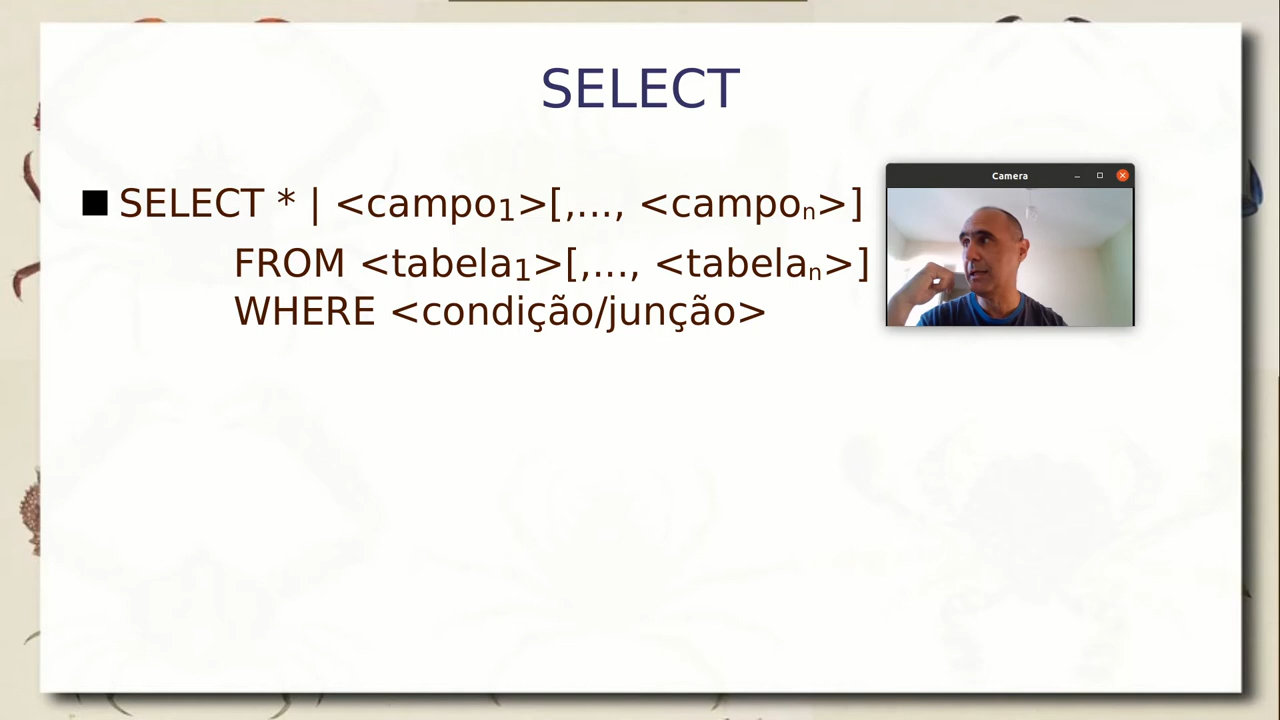 SELECT
SELECT * | <campo₁>[,..., <campoₙ>]
Camera
FROM <tabela₁>[,..., <tabelaₙ>]
WHERE <condição/junção>